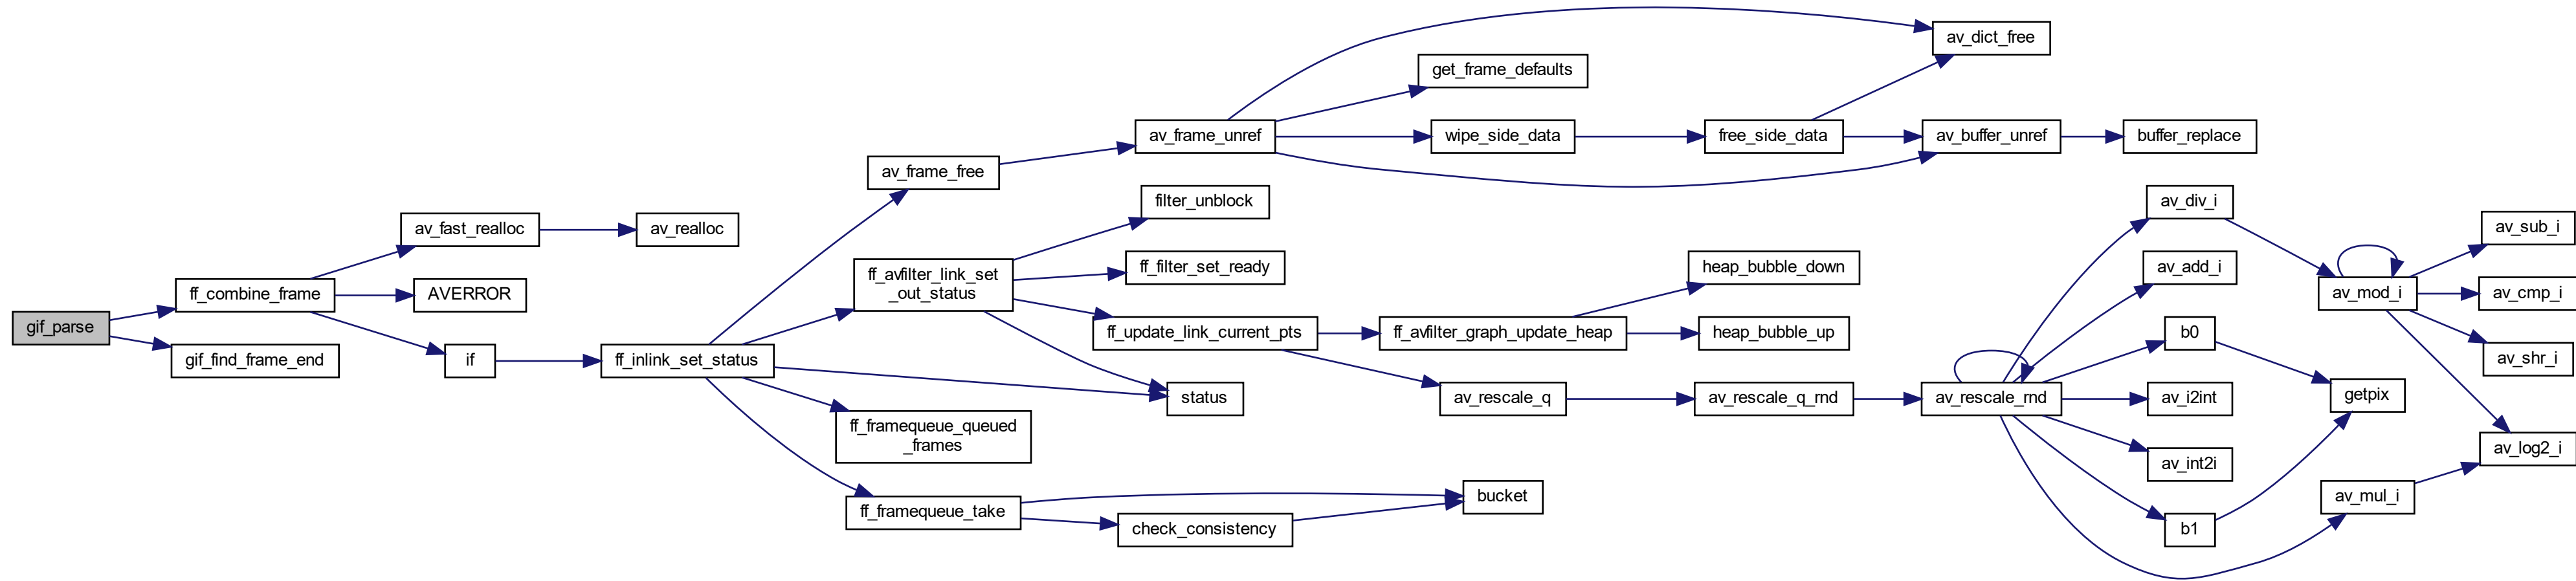 gif_parse
ff_combine_frame
gif_find_frame_end
av_fast_realloc
AVERROR
if
av_realloc
ff_inlink_set_status
av_frame_free
ff_avfilter_link_set
_out_status
ff_framequeue_queued
_frames
ff_framequeue_take
av_frame_unref
filter_unblock
ff_filter_set_ready
ff_update_link_current_pts
status
check_consistency
get_frame_defaults
wipe_side_data
ff_avfilter_graph_update_heap
av_rescale_q
bucket
free_side_data
heap_bubble_down
heap_bubble_up
av_rescale_q_rnd
av_dict_free
av_buffer_unref
av_rescale_rnd
buffer_replace
av_div_i
av_add_i
b0
av_i2int
av_int2i
b1
av_mod_i
getpix
av_mul_i
av_sub_i
av_cmp_i
av_shr_i
av_log2_i